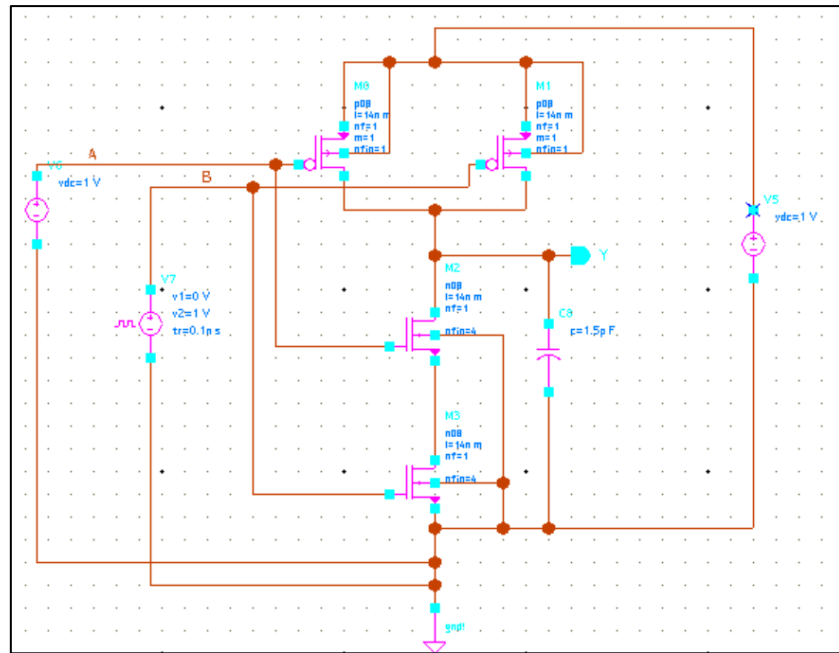 M0
p08
l=14n m
nf=1
m=1
nfin=1
M1
p08
l=14n m
nf=1
m=1
nfin=1
A
V6
vdc=1 V
B
V7
v1=0 V
v2=1 V
tr=0.1n s
V5
vdc=1 V
Y
M2
n08
l=14n m
nf=1
nfin=4
C0
c=1.5p F
M3
n08
l=14n m
nf=1
nfin=4
gnd!